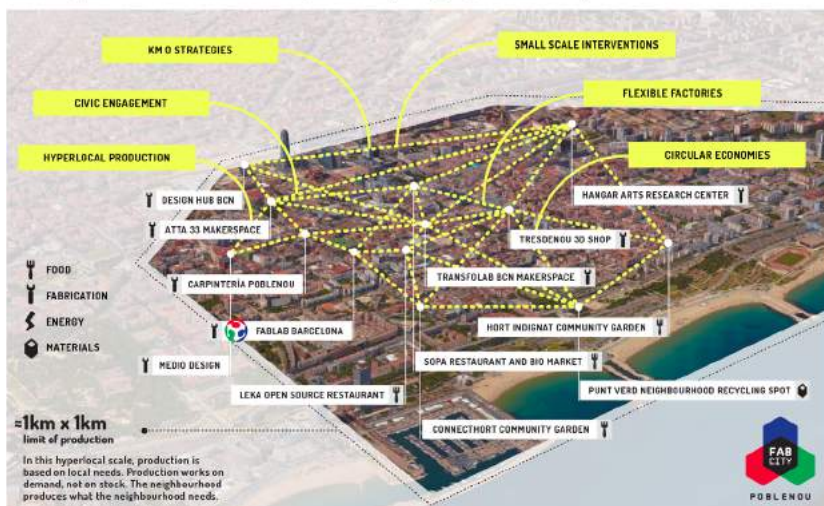 KM 0 STRATEGIES
SMALL SCALE INTERVENTIONS
CIVIC ENGAGEMENT
FLEXIBLE FACTORIES
HYPERLOCAL PRODUCTION
CIRCULAR ECONOMIES
DESIGN HUB BCN
HANGAR ARTS RESEARCH CENTER
ATTA 33 MAKERSPACE
TRESDENOU 3D SHOP
FOOD
CARPINTERÍA POBLENOU
TRANSFOLAB BCN MAKERSPACE
FABRICATION
ENERGY
FABLAB BARCELONA
HORT INDIGNAT COMMUNITY GARDEN
MATERIALS
MEDIO DESIGN
SOPA RESTAURANT AND BIO MARKET
LEKA OPEN SOURCE RESTAURANT
PUNT VERD NEIGHBOURHOOD RECYCLING SPOT
≈1km x 1km
limit of production
CONNECTHORT COMMUNITY GARDEN
In this hyperlocal scale, production is
based on local needs. Production works on
demand, not on stock. The neighbourhood
produces what the neighbourhood needs.
FAB
CITY
POBLENOU